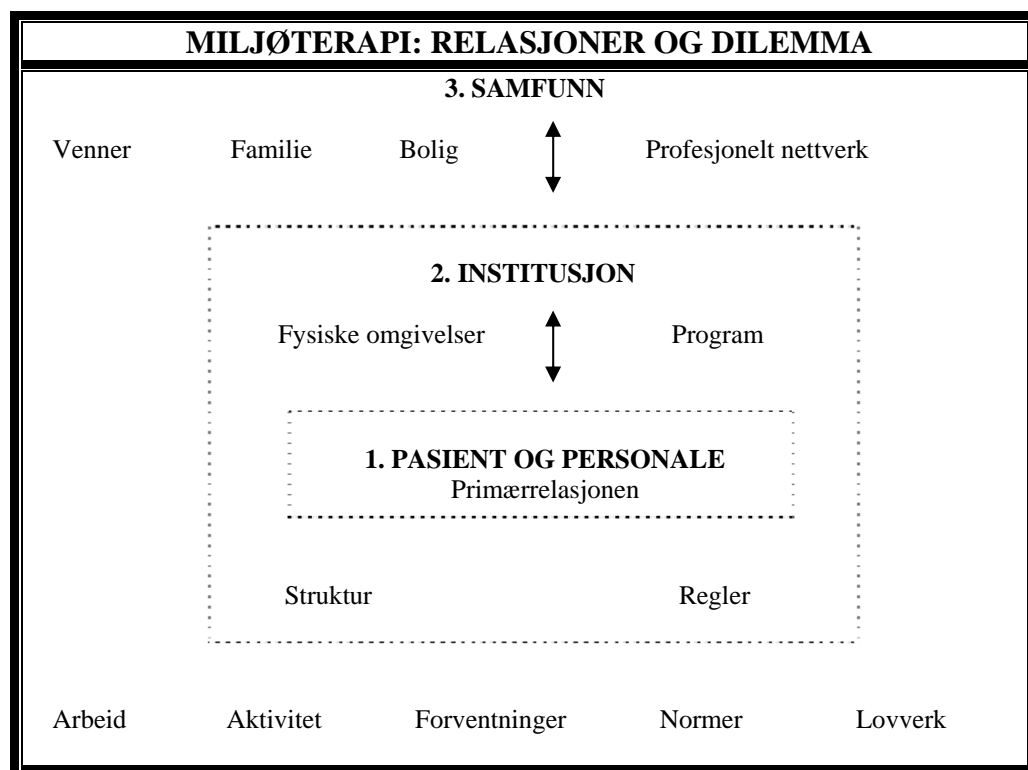 MILJØTERAPI: RELASJONER OG DILEMMA
3. SAMFUNN
Venner Familie Bolig Profesjonelt nettverk
2. INSTITUSJON
Fysiske omgivelser Program
1. PASIENT OG PERSONALE
Primærrelasjonen
Struktur Regler
Arbeid Aktivitet Forventninger Normer Lovverk